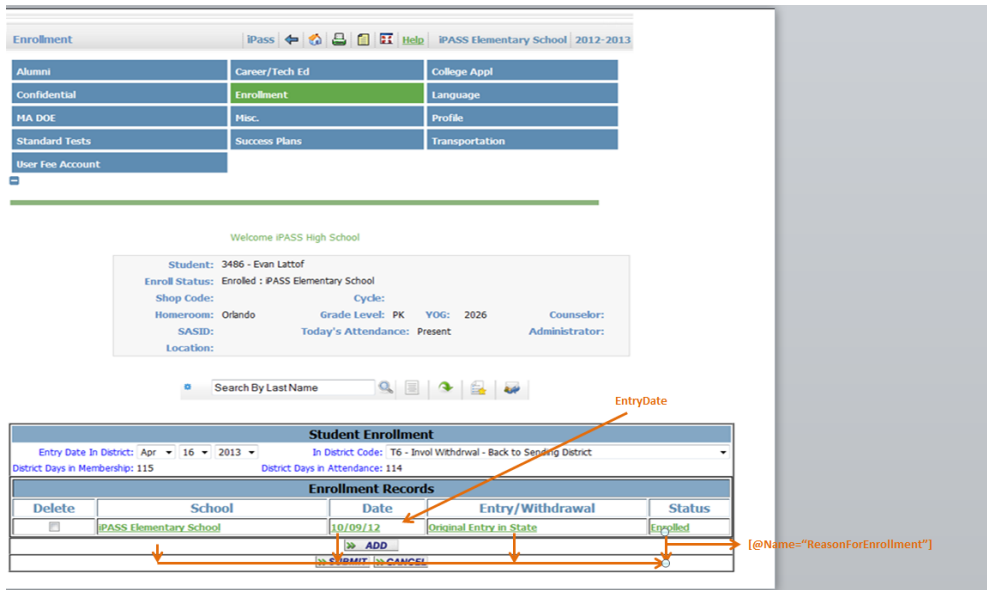 Enrollment iPass Help iPASS Elementary School 2012-2013
Alumni Career/Tech Ed College Appl
Confidential Enrollment Language
MA DOE Misc. Profile
Standard Tests Success Plans Transportation
User Fee Account
Welcome iPASS High School
Student: 3486 - Evan Lattof
Enroll Status: Enrolled : iPASS Elementary School
Shop Code: Cycle:
Homeroom: Orlando Grade Level: PK YOG: 2026 Counselor:
SASID: Today's Attendance: Present Administrator:
Location:
Search By Last Name
EntryDate
Student Enrollment
Entry Date In District: Apr 16 2013 In District Code: T6 - Invol Withdrwal - Back to Sending District
District Days in Membership: 115 District Days in Attendance: 114
Enrollment Records
Delete School Date Entry/Withdrawal Status
iPASS Elementary School 10/09/12 Original Entry in State Enrolled
ADD
[@Name="ReasonForEnrollment"]
SUBMIT CANCEL